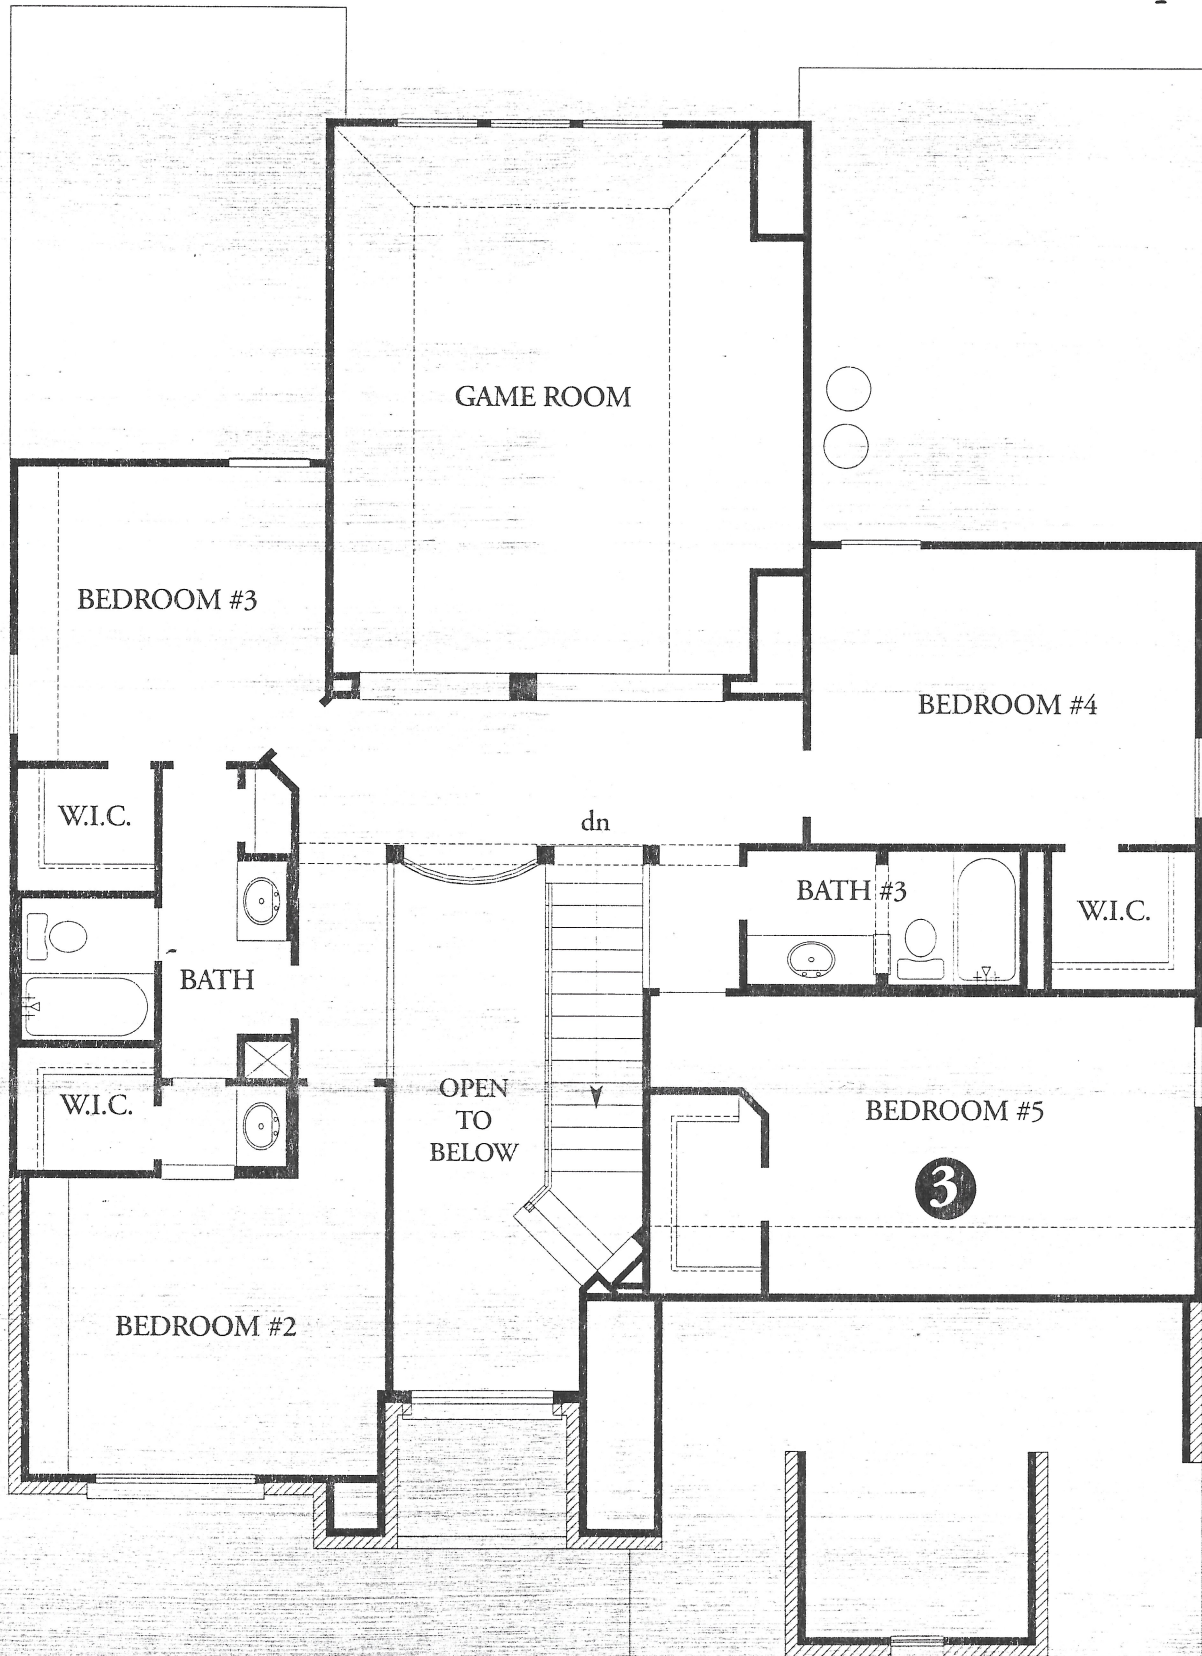 GAME ROOM
BEDROOM #3
BEDROOM #4
W.I.C.
dn
BATH #3
W.I.C.
BATH
W.I.C.
OPEN
TO
BELOW
BEDROOM #5
3
BEDROOM #2